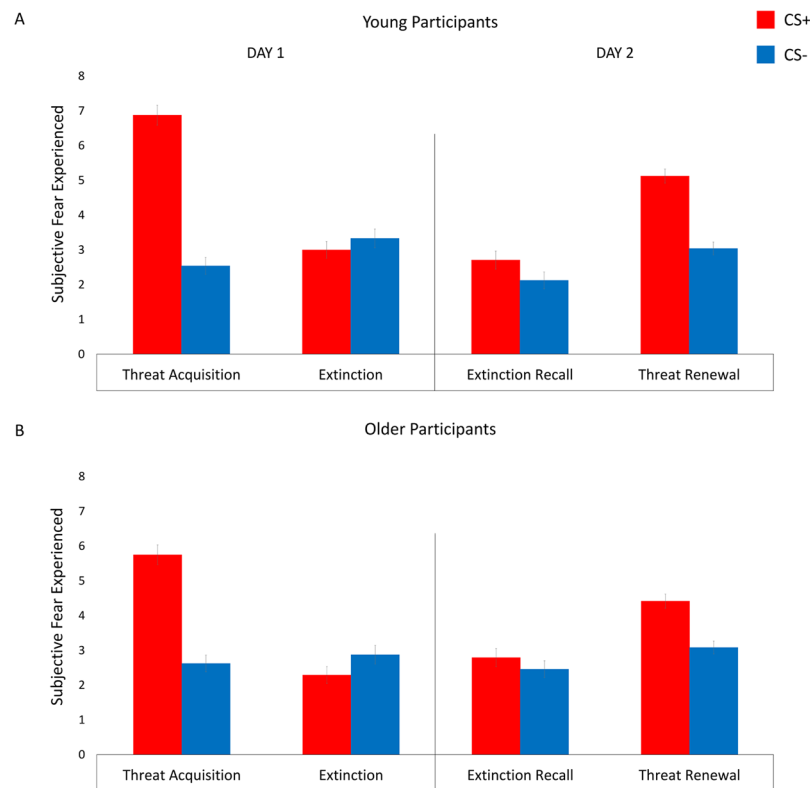 A
Young Participants
CS+
CS-
DAY 1
DAY 2
Subjective Fear Experienced
8
7
6
5
4
3
2
1
0
Threat Acquisition
Extinction
Extinction Recall
Threat Renewal
B
Older Participants
Subjective Fear Experienced
8
7
6
5
4
3
2
1
0
Threat Acquisition
Extinction
Extinction Recall
Threat Renewal